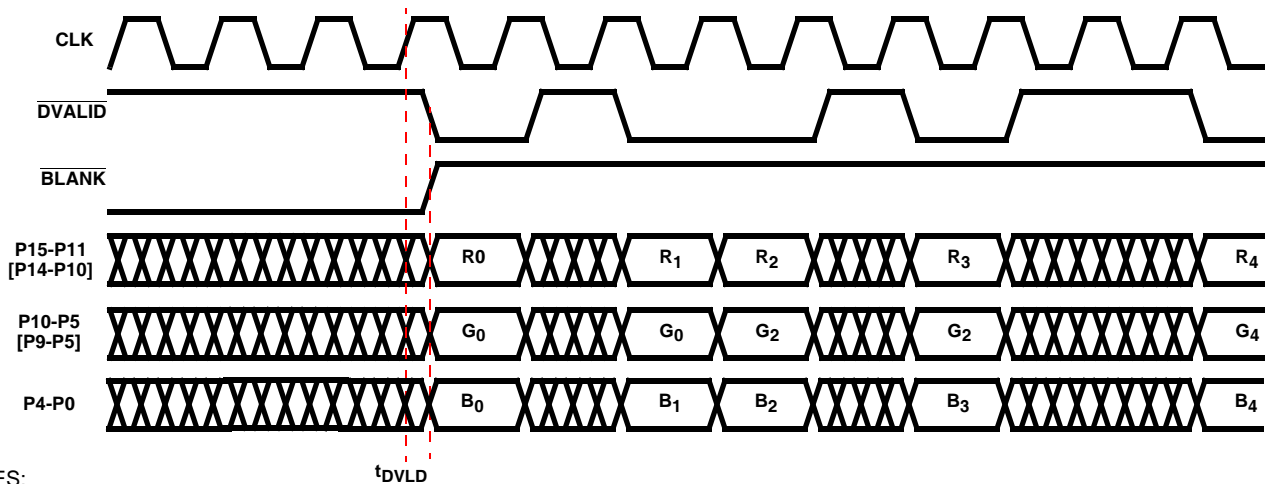 CLK
DVALID
BLANK
P15-P11
[P14-P10]
R0
R1
R2
R3
R4
P10-P5
[P9-P5]
G0
G0
G2
G2
G4
P4-P0
B0
B1
B2
B3
B4
tDVLD
ES: